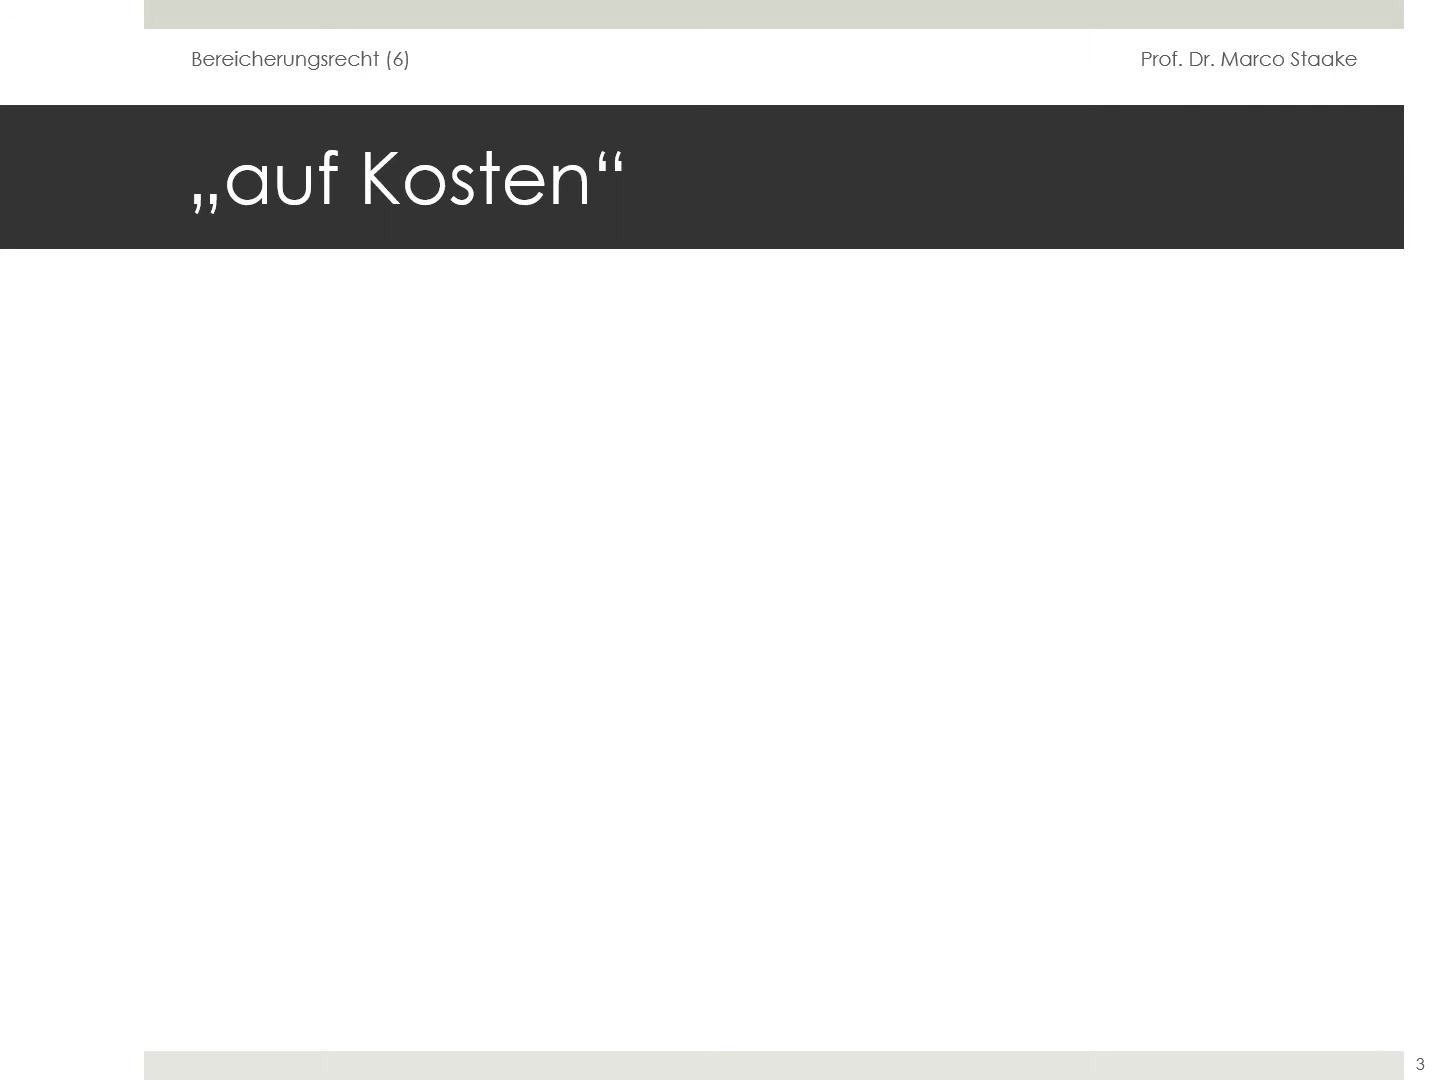 Bereicherungsrecht (6)
Prof. Dr. Marco Staake
„auf Kosten“
3